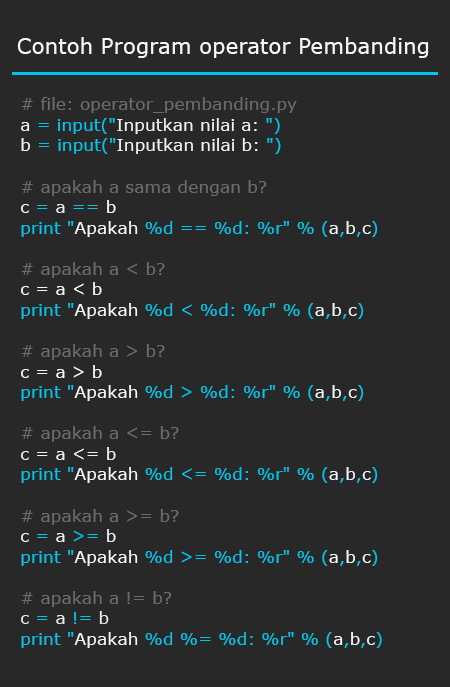 Contoh Program operator Pembanding
# file: operator_pembanding.py
a = input("Inputkan nilai a: ")
b = input("Inputkan nilai b: ")
# apakah a sama dengan b?
c = a == b
print "Apakah %d == %d: %r" % (a,b,c)
# apakah a < b?
c = a < b
print "Apakah %d < %d: %r" % (a,b,c)
# apakah a > b?
c = a > b
print "Apakah %d > %d: %r" % (a,b,c)
# apakah a <= b?
c = a <= b
print "Apakah %d <= %d: %r" % (a,b,c)
# apakah a >= b?
c = a >= b
print "Apakah %d >= %d: %r" % (a,b,c)
# apakah a != b?
c = a != b
print "Apakah %d %= %d: %r" % (a,b,c)